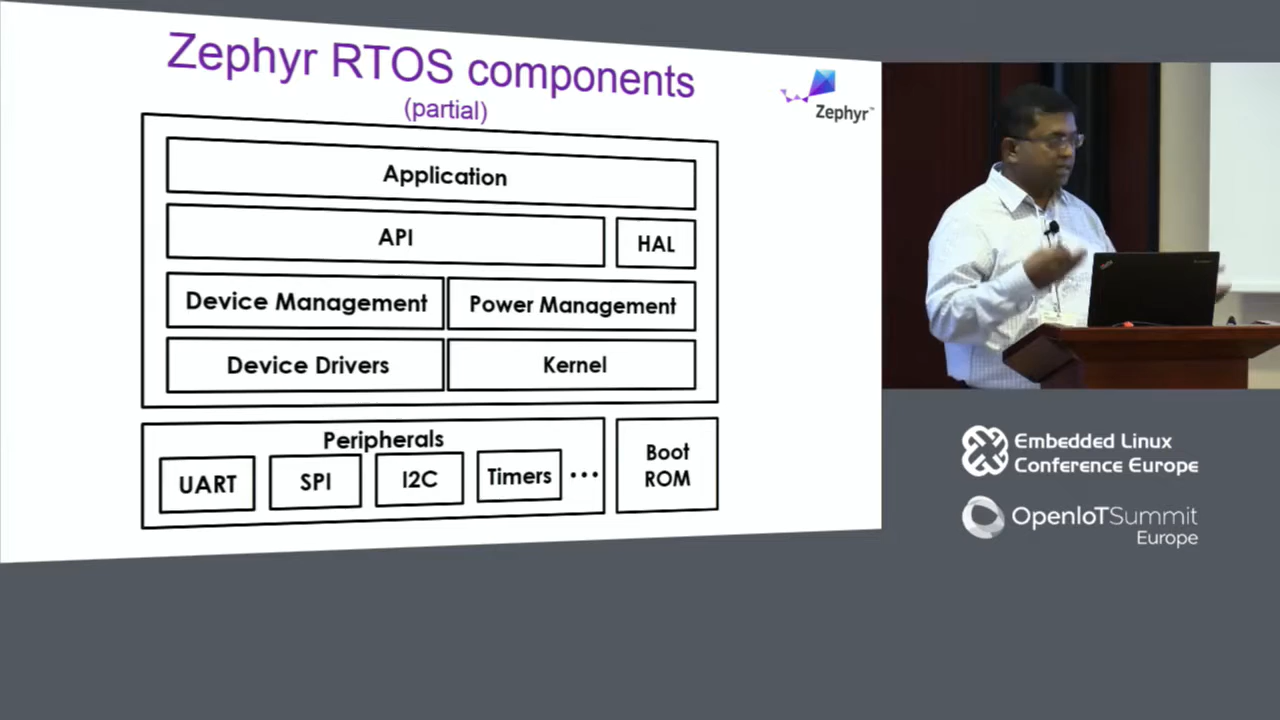 Zephyr RTOS components
(partial)
Zephyr™
Application
API
HAL
Device Management
Power Management
Device Drivers
Kernel
Peripherals
UART
SPI
I2C
Timers
•••
Boot
ROM
Embedded Linux
Conference Europe
OpenIoTSummit
Europe